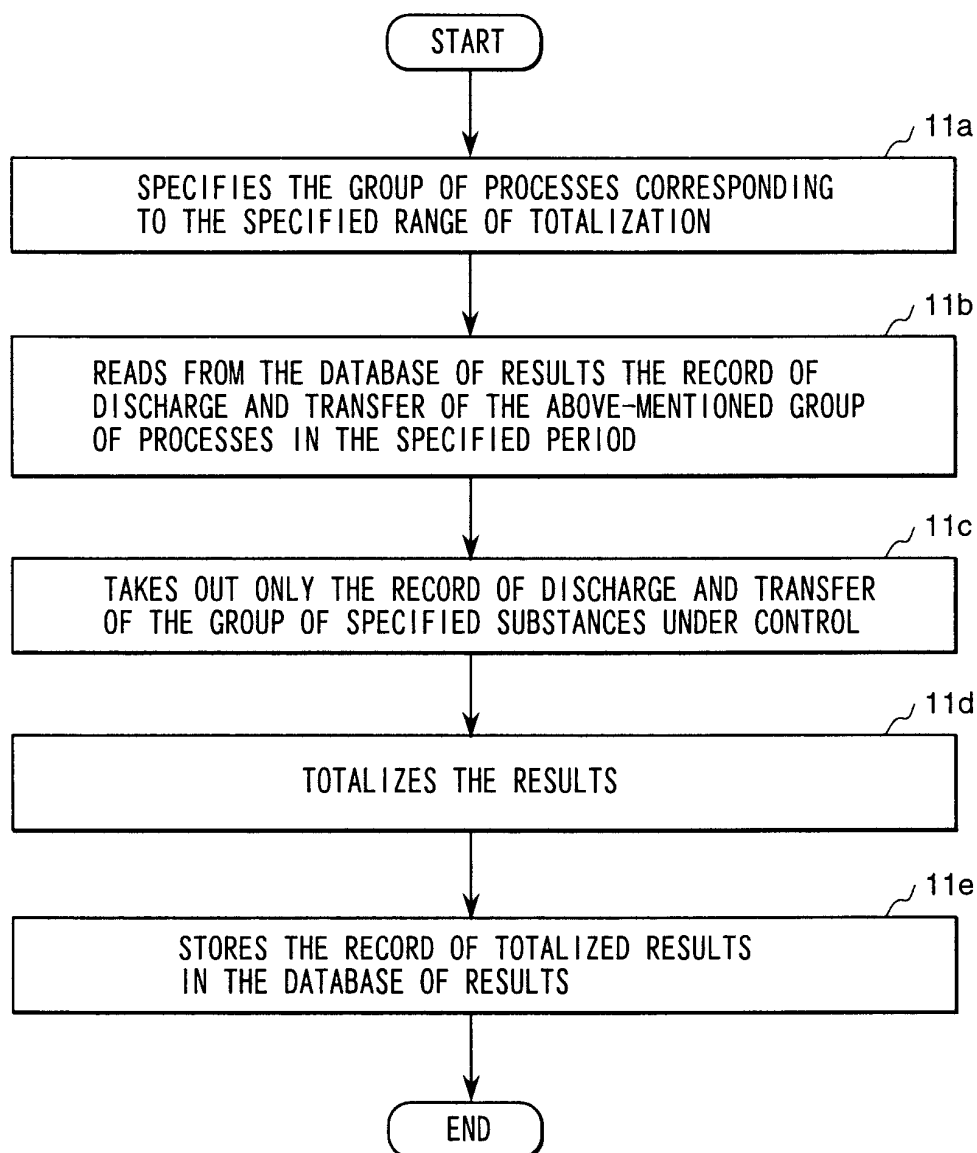 START
11a
SPECIFIES THE GROUP OF PROCESSES CORRESPONDING
TO THE SPECIFIED RANGE OF TOTALIZATION
11b
READS FROM THE DATABASE OF RESULTS THE RECORD OF
DISCHARGE AND TRANSFER OF THE ABOVE-MENTIONED GROUP
OF PROCESSES IN THE SPECIFIED PERIOD
11c
TAKES OUT ONLY THE RECORD OF DISCHARGE AND TRANSFER
OF THE GROUP OF SPECIFIED SUBSTANCES UNDER CONTROL
11d
TOTALIZES THE RESULTS
11e
STORES THE RECORD OF TOTALIZED RESULTS
IN THE DATABASE OF RESULTS
END